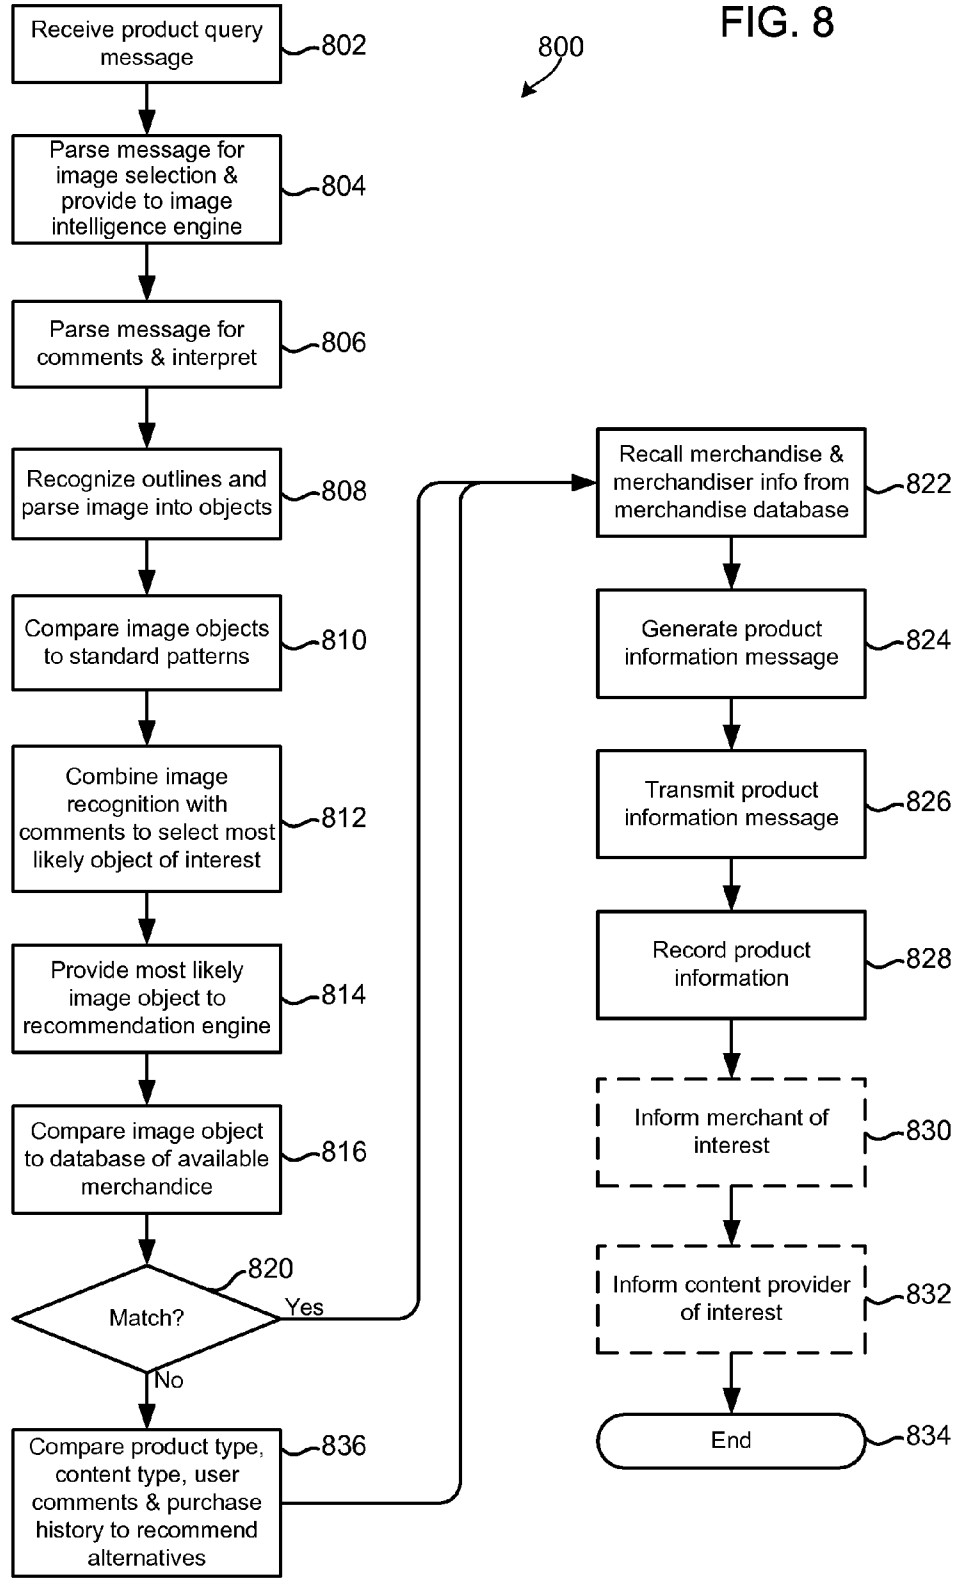 FIG. 8
800
Receive product query
message
802
Parse message for
image selection &
provide to image
intelligence engine
804
Parse message for
comments & interpret
806
Recognize outlines and
parse image into objects
808
Compare image objects
to standard patterns
810
Combine image
recognition with
comments to select most
likely object of interest
812
Provide most likely
image object to
recommendation engine
814
Compare image object
to database of available
merchandice
816
Match?
820
Yes
No
Compare product type,
content type, user
comments & purchase
history to recommend
alternatives
836
Recall merchandise &
merchandiser info from
merchandise database
822
Generate product
information message
824
Transmit product
information message
826
Record product
information
828
Inform merchant of
interest
830
Inform content provider
of interest
832
End
834